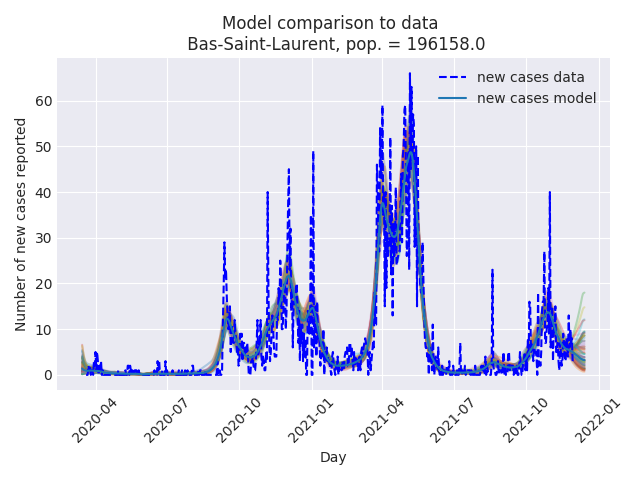 Model comparison to data
Bas-Saint-Laurent, pop. = 196158.0
new cases data
new cases model
Number of new cases reported
60
50
40
30
20
10
0
2020-04
2020-07
2020-10
2021-01
2021-04
2021-07
2021-10
2022-01
Day